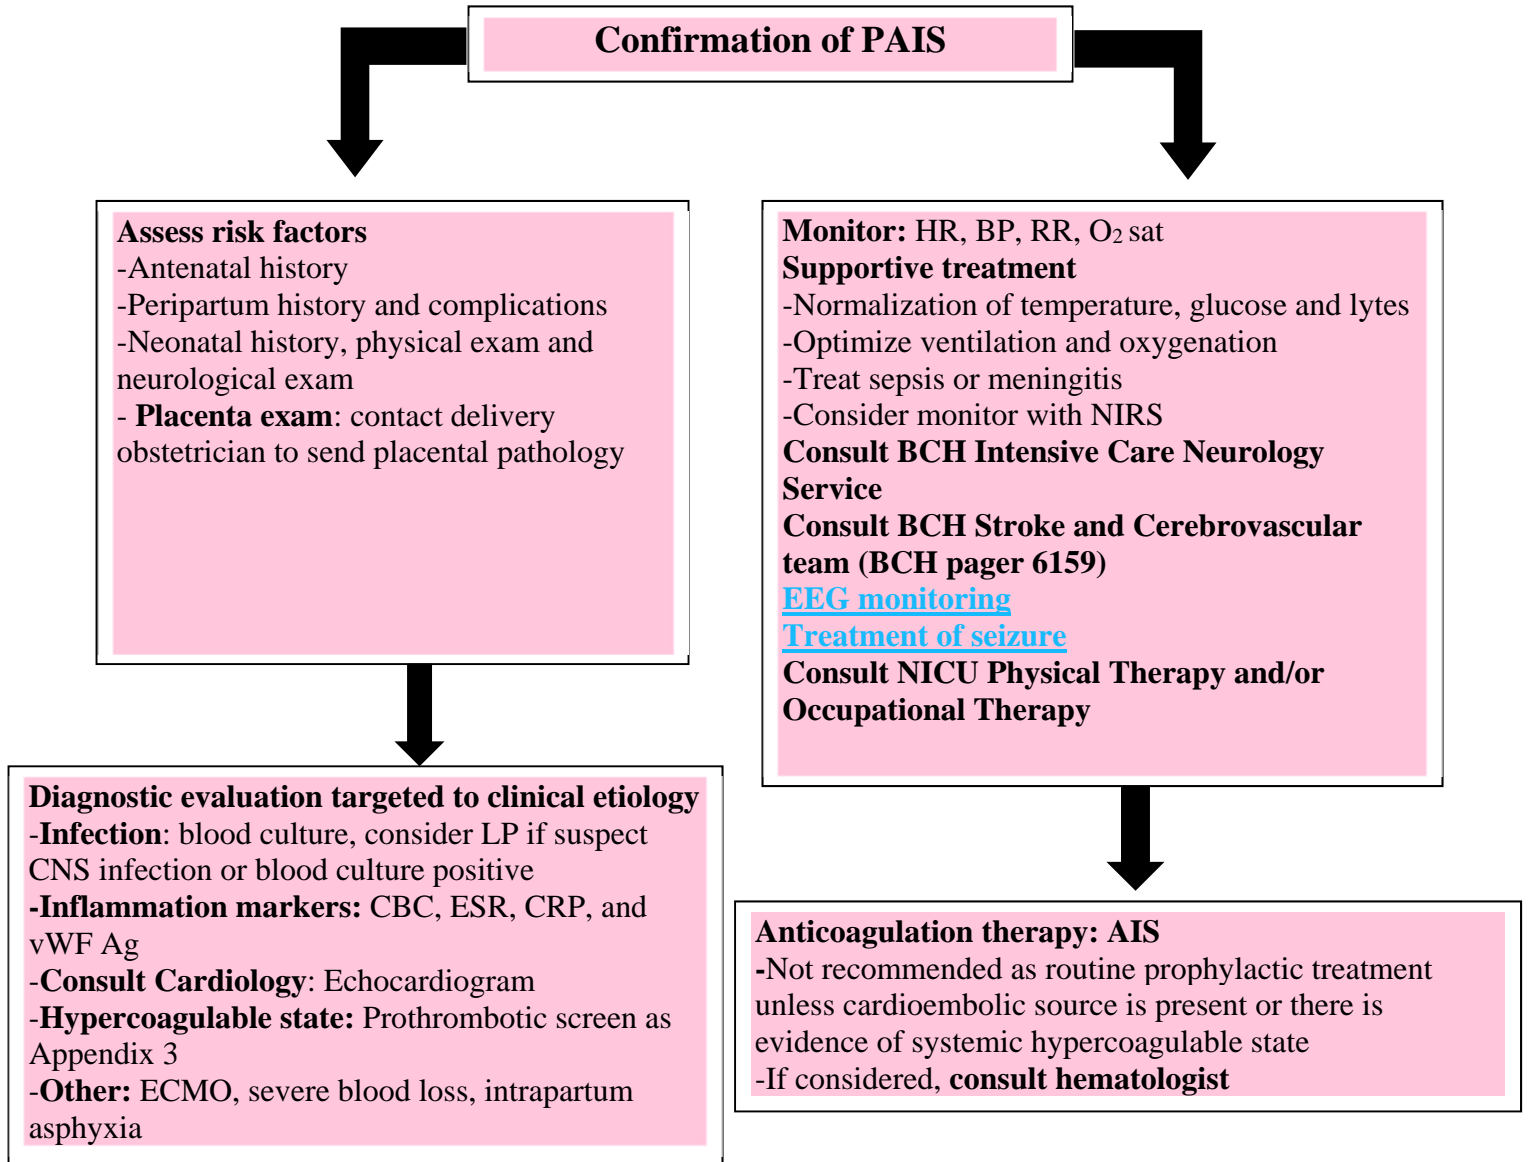 Confirmation of PAIS
Assess risk factors
-Antenatal history
-Peripartum history and complications
-Neonatal history, physical exam and
neurological exam
- Placenta exam: contact delivery
obstetrician to send placental pathology
Monitor: HR, BP, RR, O2 sat
Supportive treatment
-Normalization of temperature, glucose and lytes
-Optimize ventilation and oxygenation
-Treat sepsis or meningitis
-Consider monitor with NIRS
Consult BCH Intensive Care Neurology
Service
Consult BCH Stroke and Cerebrovascular
team (BCH pager 6159)
EEG monitoring
Treatment of seizure
Consult NICU Physical Therapy and/or
Occupational Therapy
Diagnostic evaluation targeted to clinical etiology
-Infection: blood culture, consider LP if suspect
CNS infection or blood culture positive
-Inflammation markers: CBC, ESR, CRP, and
vWF Ag
-Consult Cardiology: Echocardiogram
-Hypercoagulable state: Prothrombotic screen as
Appendix 3
-Other: ECMO, severe blood loss, intrapartum
asphyxia
Anticoagulation therapy: AIS
-Not recommended as routine prophylactic treatment
unless cardioembolic source is present or there is
evidence of systemic hypercoagulable state
-If considered, consult hematologist